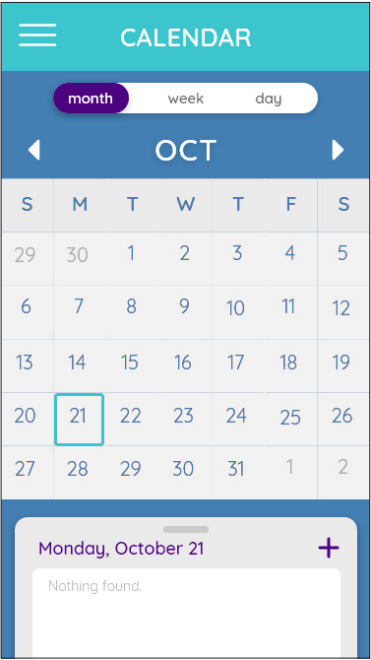 CALENDAR
month week day
OCT
S M T W T F S
29 30 1 2 3 4 5
6 7 8 9 10 11 12
13 14 15 16 17 18 19
20 21 22 23 24 25 26
27 28 29 30 31 1 2
Monday, October 21 +
Nothing found.